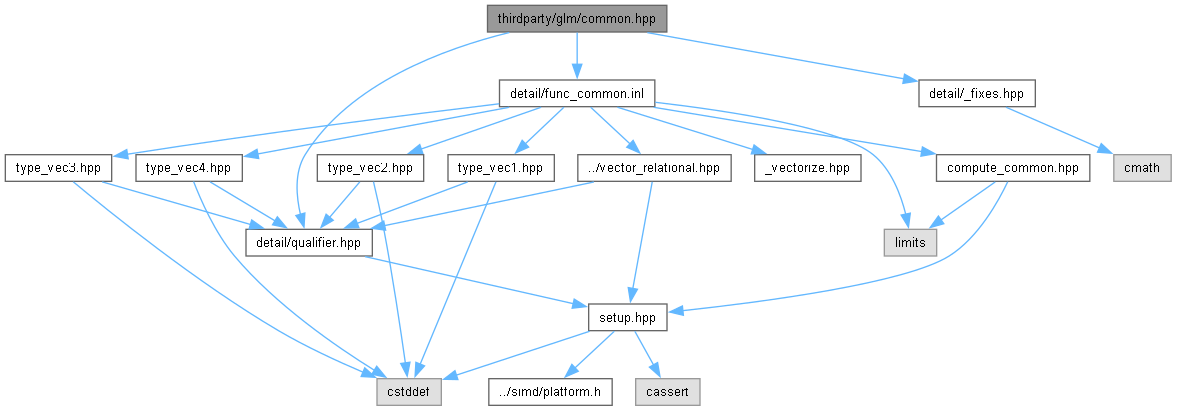 thirdparty/glm/common.hpp
detail/func_common.inl
detail/_fixes.hpp
type_vec3.hpp
type_vec4.hpp
type_vec2.hpp
type_vec1.hpp
../vector_relational.hpp
_vectorize.hpp
compute_common.hpp
cmath
detail/qualifier.hpp
limits
setup.hpp
cstddef
../simd/platform.h
cassert